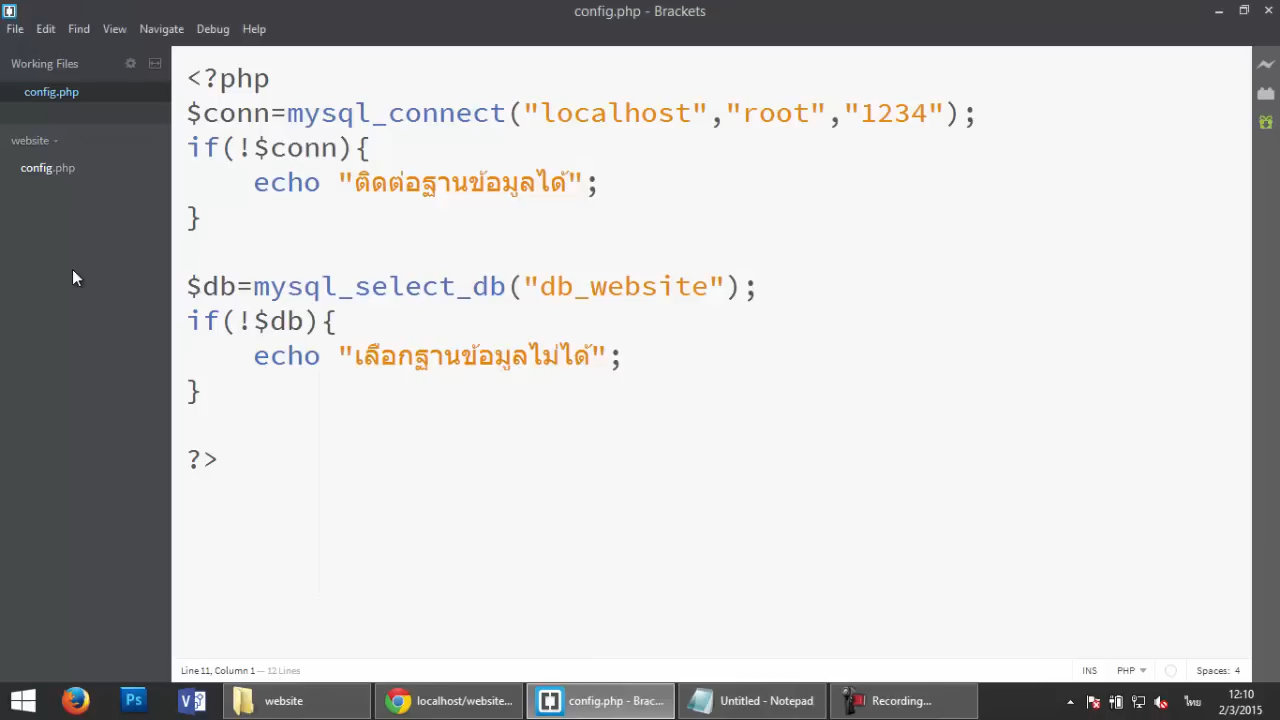 config.php - Brackets
File Edit Find View Navigate Debug Help
Working Files
config.php
website
config.php
<?php
$conn=mysql_connect("localhost","root","1234");
if(!$conn){
echo "ติดต่อฐานข้อมูลได้";
}
$db=mysql_select_db("db_website");
if(!$db){
echo "เลือกฐานข้อมูลไม่ได้";
}
?>
Line 11, Column 1 — 12 Lines
INS PHP Spaces: 4
Ps V website localhost/website... config.php - Brac... Untitled - Notepad Recording... ไทย 12:10
2/3/2015